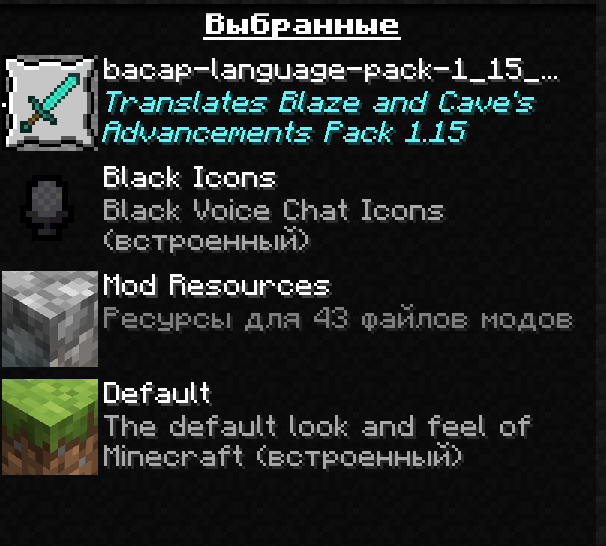 Выбранные
bacap-language-pack-1_15_...
Translates Blaze and Cave's
Advancements Pack 1.15
Black Icons
Black Voice Chat Icons
(встроенный)
Mod Resources
Ресурсы для 43 файлов модов
Default
The default look and feel of
Minecraft (встроенный)